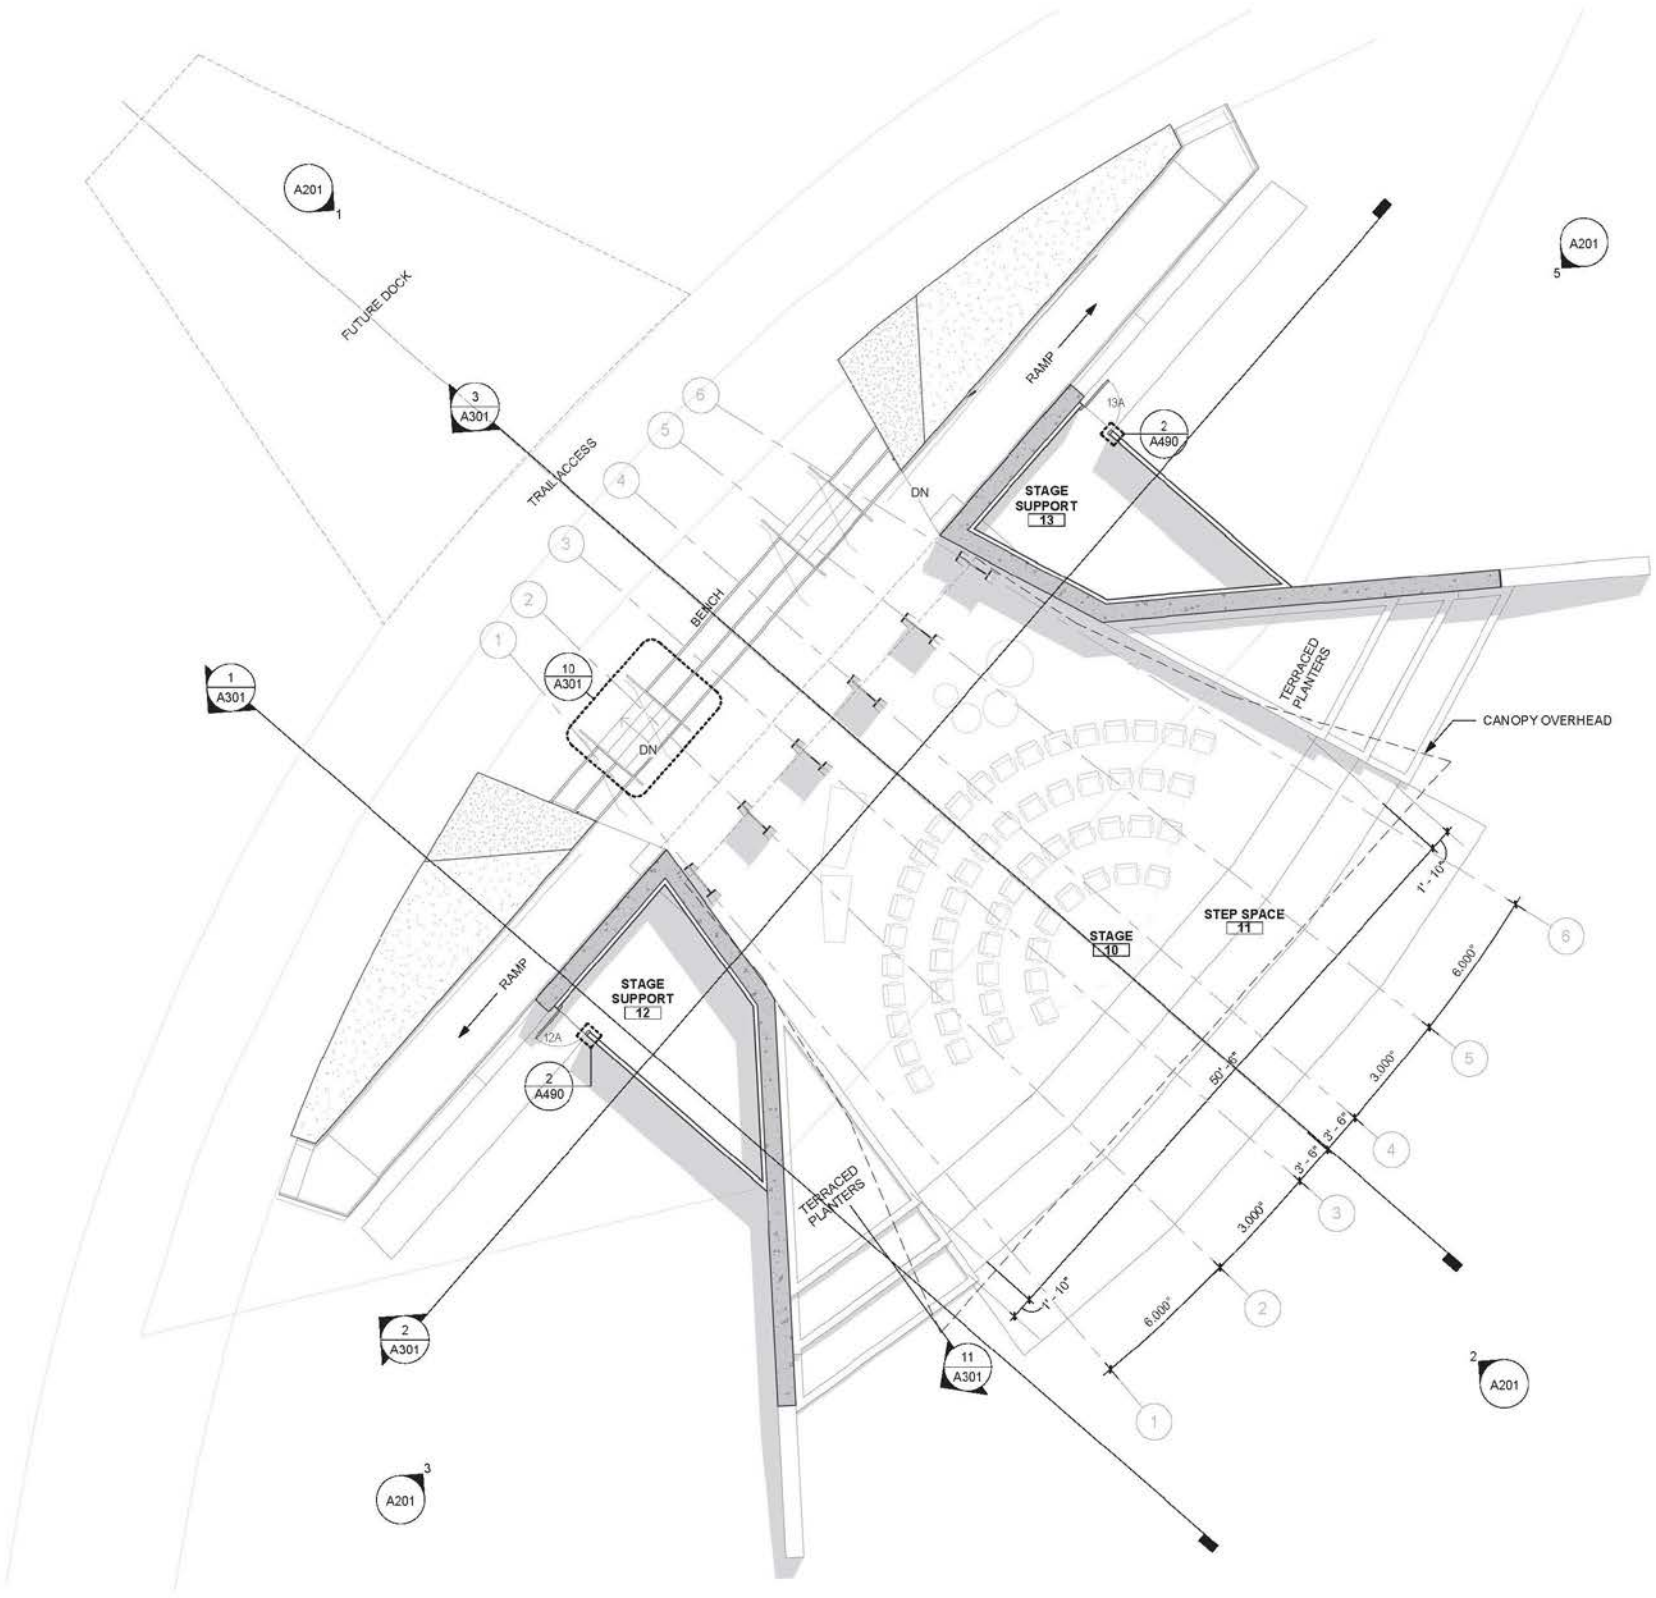 A201
1
A201
5
FUTURE DOCK
3
A301
6
5
4
3
2
1
TRAIL ACCESS
RAMP
13A
2
A490
DN
STAGE
SUPPORT
13
BENCH
10
A301
DN
1
A301
TERRACED
PLANTERS
CANOPY OVERHEAD
1' - 10"
STEP SPACE
11
STAGE
10
6
6.000"
5
3.000"
4
3' - 6"
3' - 6"
3
3.000"
2
6.000"
1
50' - 6"
1' - 10"
RAMP
STAGE
SUPPORT
12
12A
2
A490
TERRACED
PLANTERS
2
A301
11
A301
2
A201
3
A201